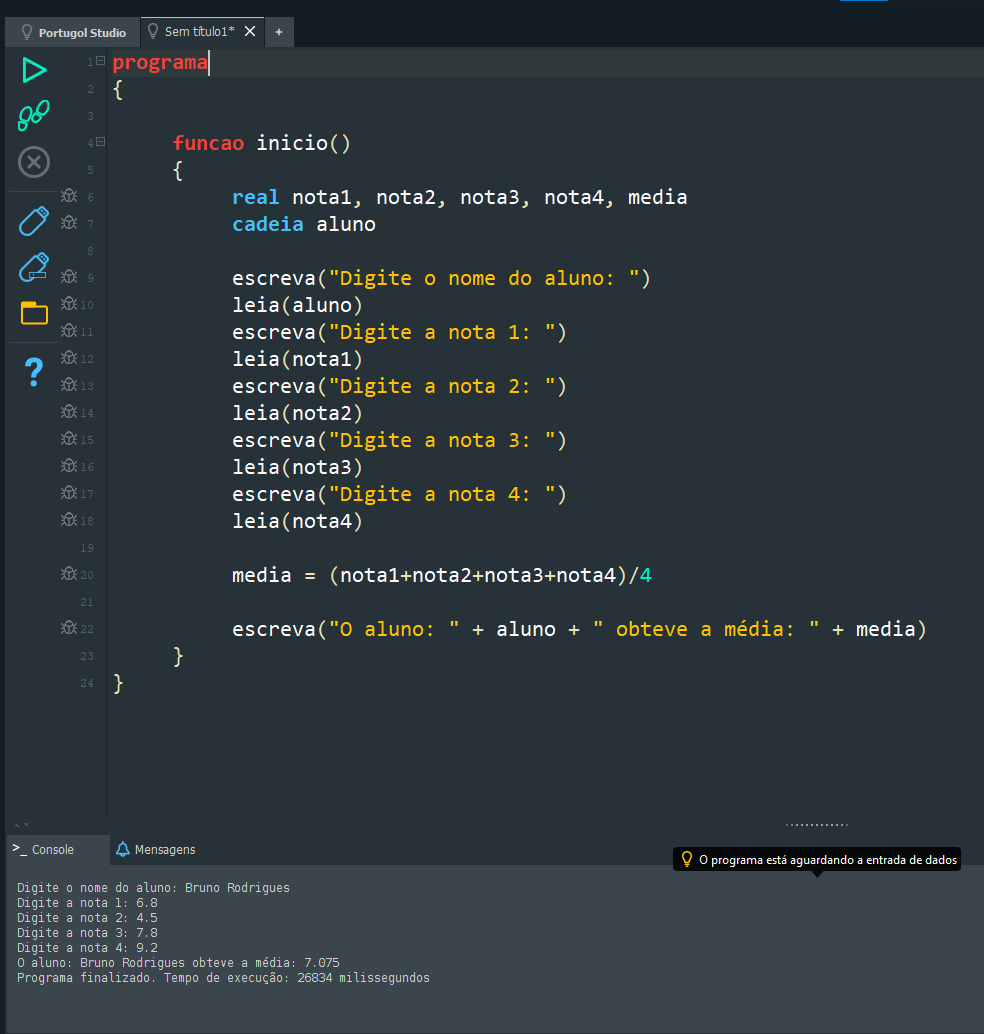 Portugol Studio
Sem título1*
+
1 programa
2 {
3
4 funcao inicio()
5 {
6 real nota1, nota2, nota3, nota4, media
7 cadeia aluno
8
9 escreva("Digite o nome do aluno: ")
10 leia(aluno)
11 escreva("Digite a nota 1: ")
12 leia(nota1)
13 escreva("Digite a nota 2: ")
14 leia(nota2)
15 escreva("Digite a nota 3: ")
16 leia(nota3)
17 escreva("Digite a nota 4: ")
18 leia(nota4)
19
20 media = (nota1+nota2+nota3+nota4)/4
21
22 escreva("O aluno: " + aluno + " obteve a média: " + media)
23 }
24 }
>_ Console
Mensagens
O programa está aguardando a entrada de dados
Digite o nome do aluno: Bruno Rodrigues
Digite a nota 1: 6.8
Digite a nota 2: 4.5
Digite a nota 3: 7.8
Digite a nota 4: 9.2
O aluno: Bruno Rodrigues obteve a média: 7.075
Programa finalizado. Tempo de execução: 26834 milissegundos